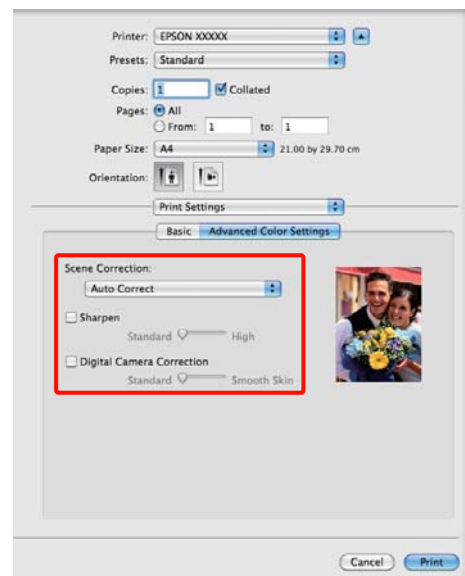 Printer: EPSON XXXXX
Presets: Standard
Copies: 1 Collated
Pages: All
From: 1 to: 1
Paper Size: A4 21.00 by 29.70 cm
Orientation:
Print Settings
Basic Advanced Color Settings
Scene Correction:
Auto Correct
Sharpen
Standard High
Digital Camera Correction
Standard Smooth Skin
Cancel Print